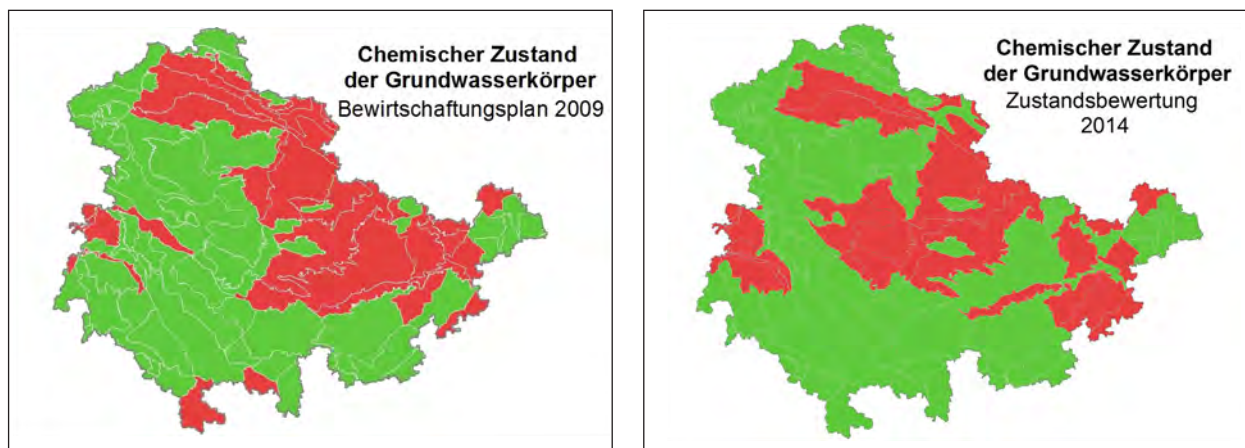 Chemischer Zustand
der Grundwasserkörper
Bewirtschaftungsplan 2009
Chemischer Zustand
der Grundwasserkörper
Zustandsbewertung
2014